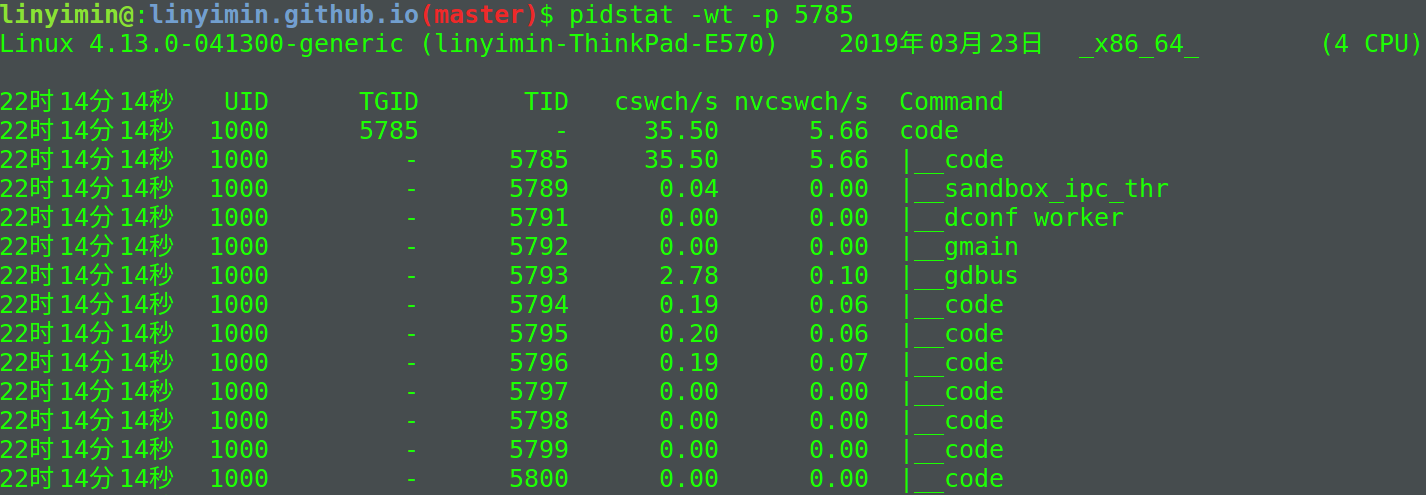 linyimin@:linyimin.github.io(master)$ pidstat -wt -p 5785
Linux 4.13.0-041300-generic (linyimin-ThinkPad-E570)    2019年03月23日  _x86_64_        (4 CPU)
22时14分14秒   UID      TGID       TID   cswch/s nvcswch/s  Command
22时14分14秒  1000      5785         -     35.50      5.66  code
22时14分14秒  1000         -      5785     35.50      5.66  |__code
22时14分14秒  1000         -      5789      0.04      0.00  |__sandbox_ipc_thr
22时14分14秒  1000         -      5791      0.00      0.00  |__dconf worker
22时14分14秒  1000         -      5792      0.00      0.00  |__gmain
22时14分14秒  1000         -      5793      2.78      0.10  |__gdbus
22时14分14秒  1000         -      5794      0.19      0.06  |__code
22时14分14秒  1000         -      5795      0.20      0.06  |__code
22时14分14秒  1000         -      5796      0.19      0.07  |__code
22时14分14秒  1000         -      5797      0.00      0.00  |__code
22时14分14秒  1000         -      5798      0.00      0.00  |__code
22时14分14秒  1000         -      5799      0.00      0.00  |__code
22时14分14秒  1000         -      5800      0.00      0.00  |__code